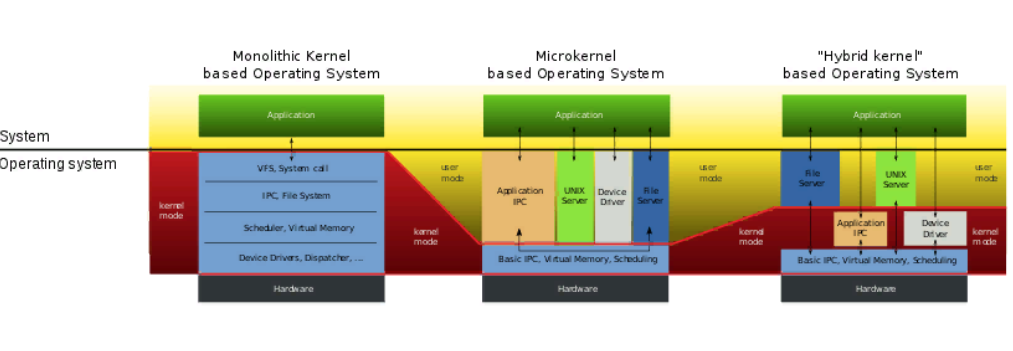 Monolithic Kernel
based Operating System
Microkernel
based Operating System
"Hybrid kernel"
based Operating System
Application
Application
Application
System
Operating system
VFS, System call
IPC, File System
Scheduler, Virtual Memory
Device Drivers, Dispatcher, ...
kernel
mode
user
mode
kernel
mode
Application
IPC
UNIX
Server
Device
Driver
File
Server
Basic IPC, Virtual Memory, Scheduling
user
mode
kernel
mode
File
Server
UNIX
Server
Application
IPC
Device
Driver
Basic IPC, Virtual Memory, Scheduling
user
mode
kernel
mode
Hardware
Hardware
Hardware